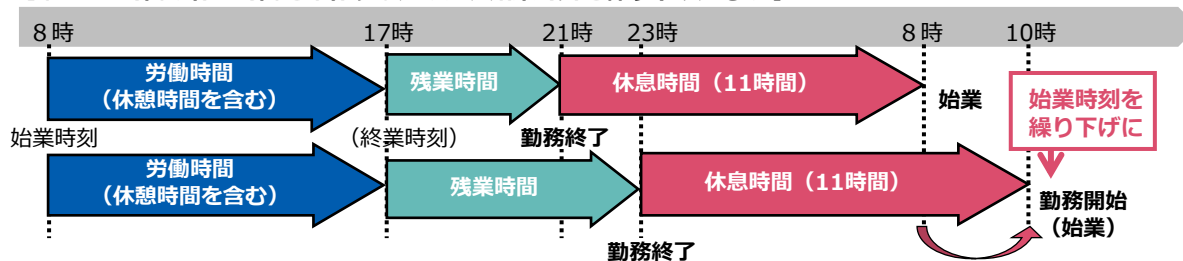 8時 17時 21時 23時 8時 10時
労働時間
(休憩時間を含む)
残業時間
休息時間(11時間)
始業
始業時刻を
繰り下げに
始業時刻
(終業時刻)
勤務終了
労働時間
(休憩時間を含む)
残業時間
休息時間(11時間)
勤務開始
(始業)
勤務終了